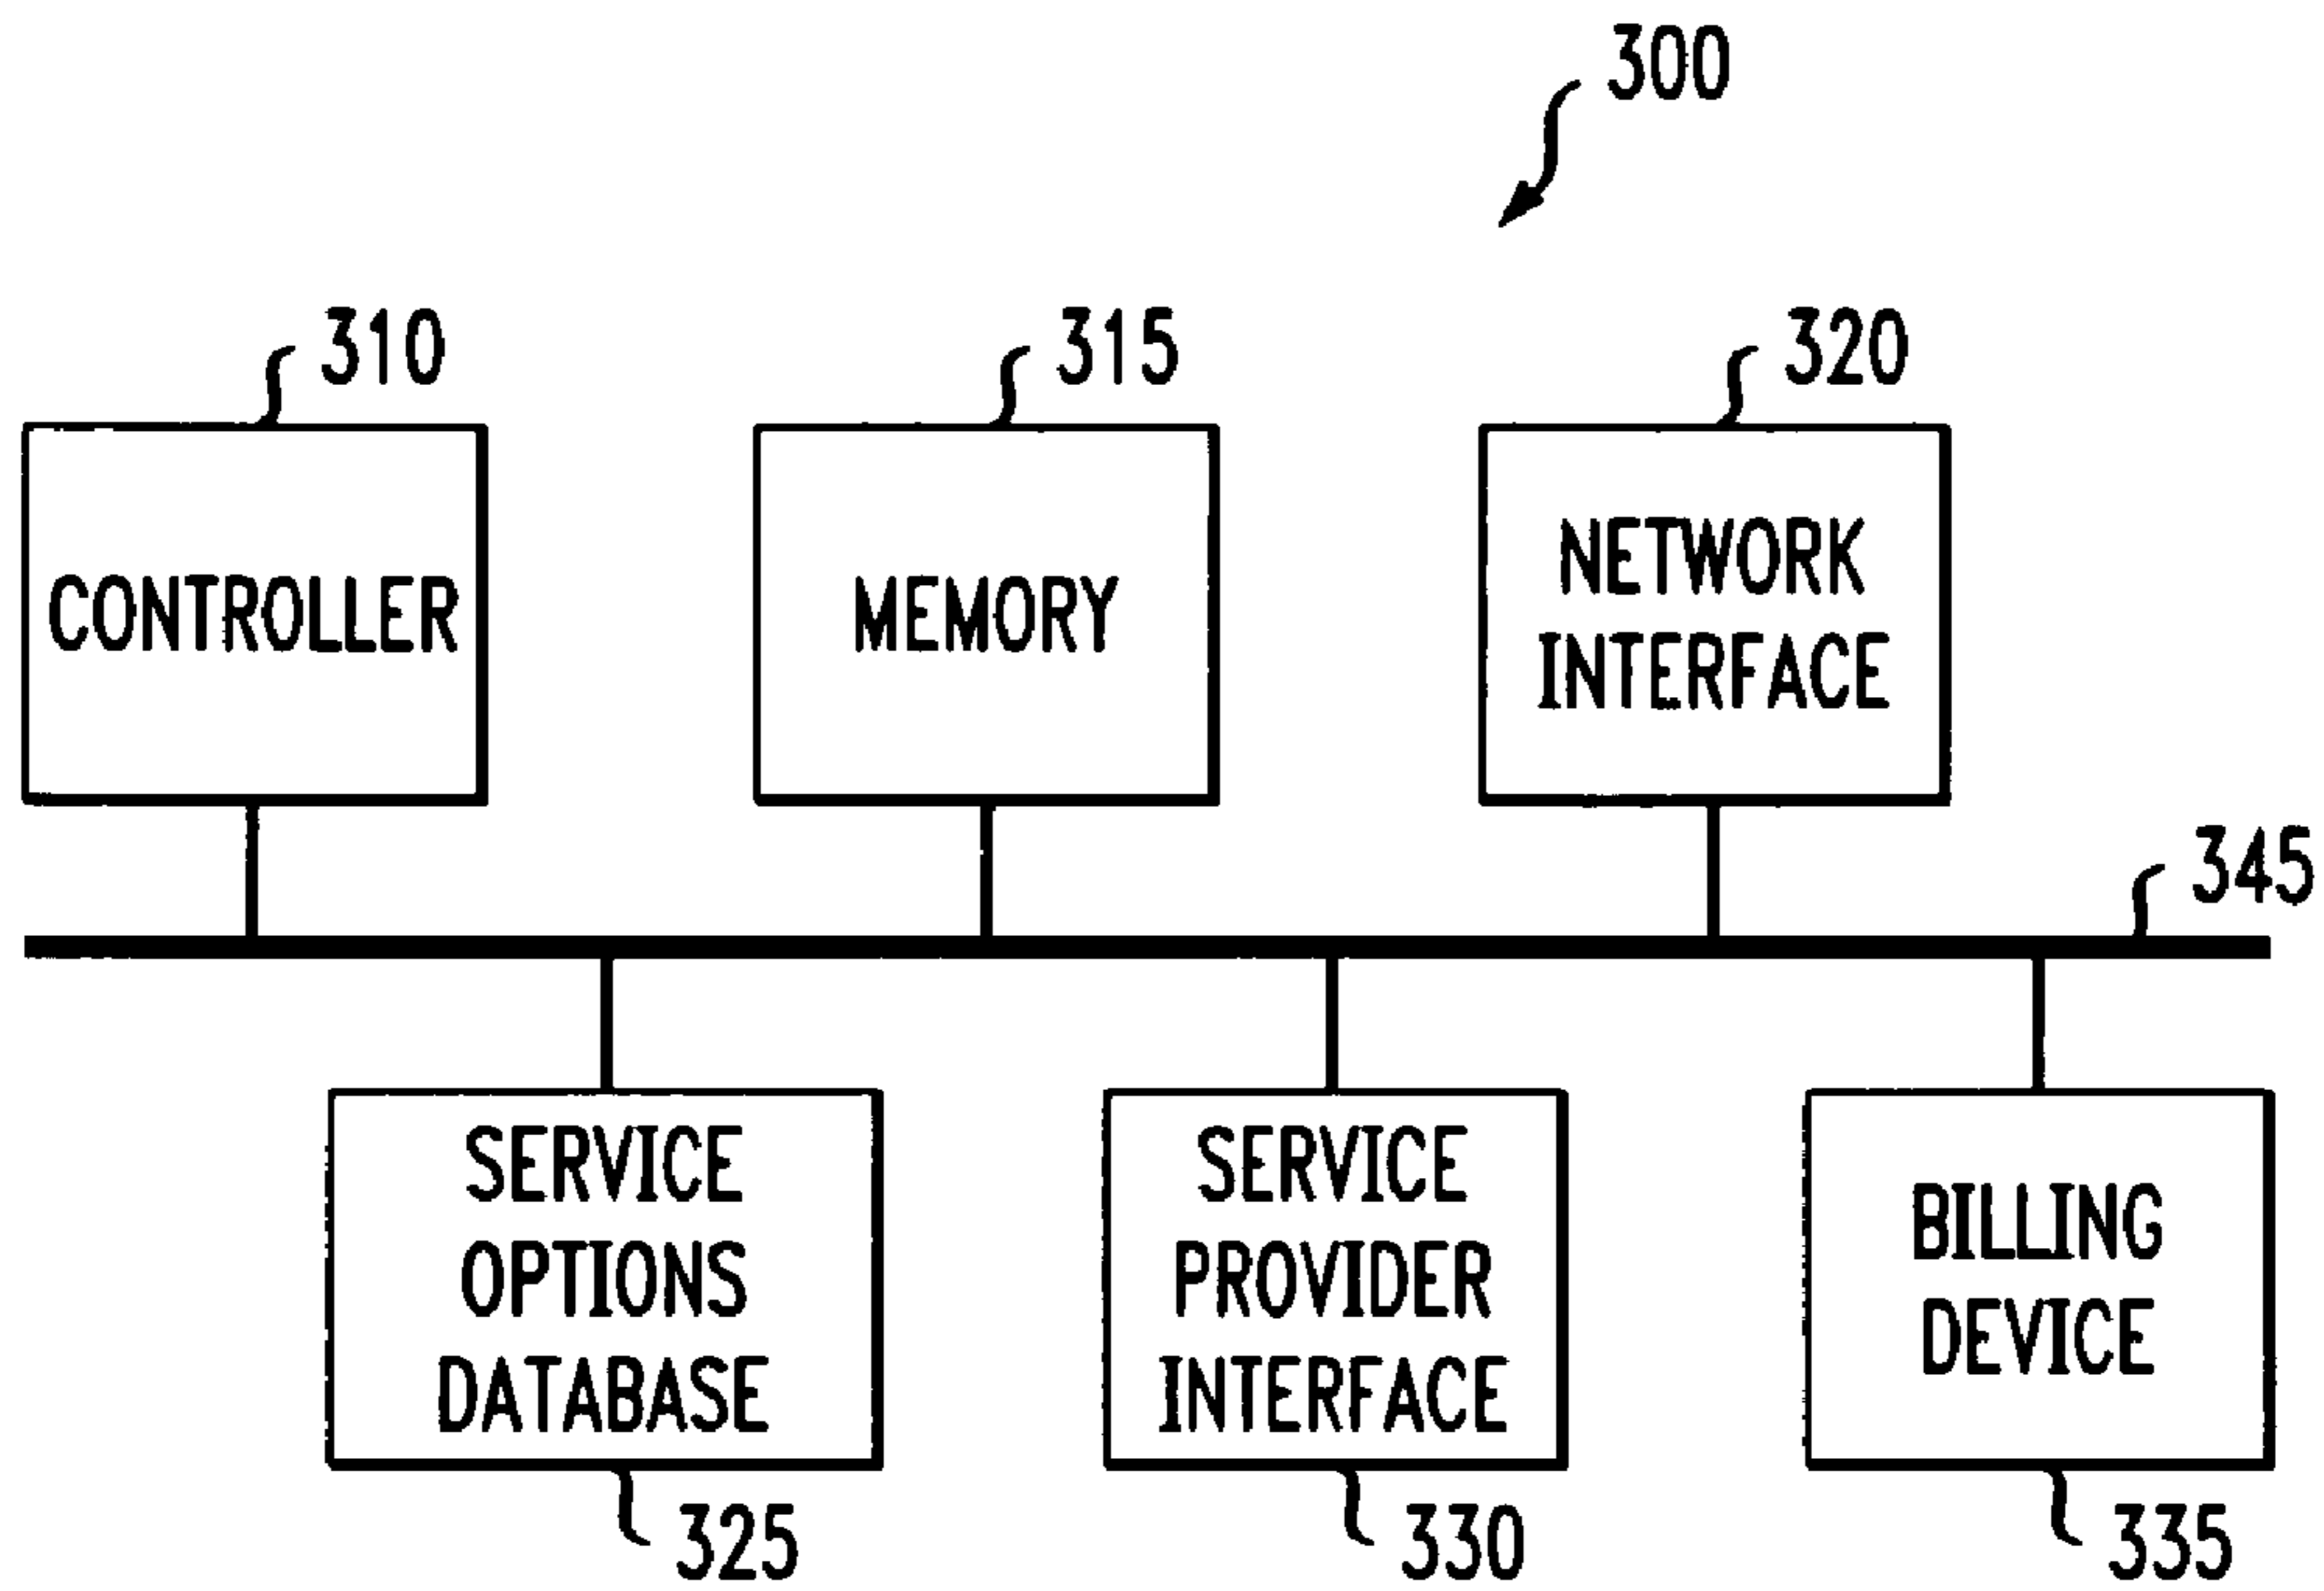 300
310
315
320
CONTROLLER
MEMORY
NETWORK
INTERFACE
345
SERVICE
OPTIONS
DATABASE
SERVICE
PROVIDER
INTERFACE
BILLING
DEVICE
325
330
335